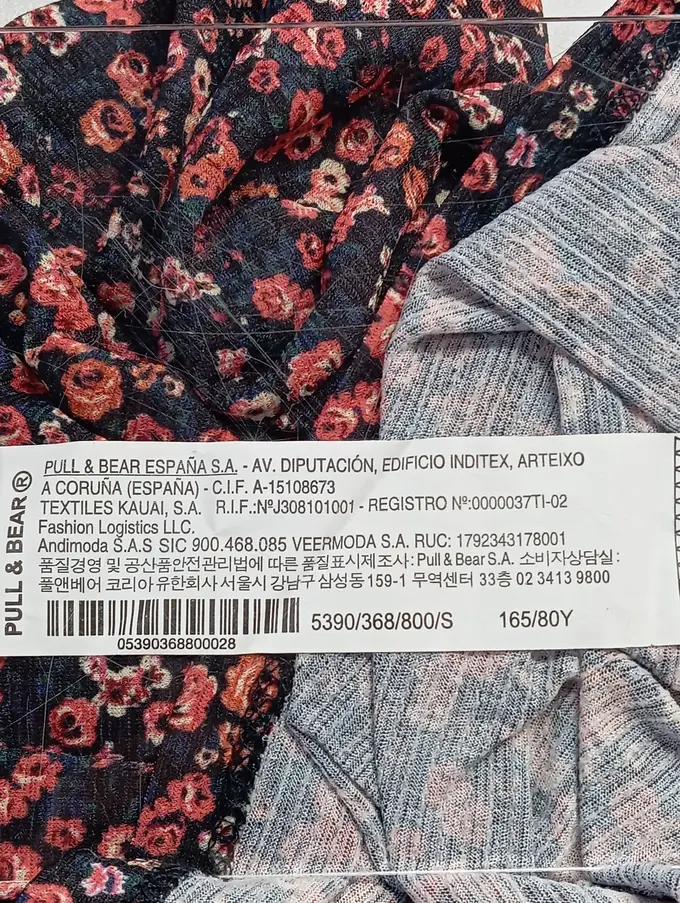 PULL & BEAR®
PULL & BEAR ESPAÑA S.A. - AV. DIPUTACIÓN, EDIFICIO INDITEX, ARTEIXO
A CORUÑA (ESPAÑA) - C.I.F. A-15108673
TEXTILES KAUAI, S.A. R.I.F.:NºJ308101001 - REGISTRO Nº:0000037TI-02
Fashion Logistics LLC.
Andimoda S.A.S SIC 900.468.085 VEERMODA S.A. RUC: 1792343178001
품질경영 및 공산품안전관리법에 따른 품질표시제조사: Pull & Bear S.A. 소비자상담실:
풀앤베어 코리아 유한회사 서울시 강남구 삼성동 159-1 무역센터 33층 02 3413 9800
5390/368/800/S 165/80Y
05390368800028